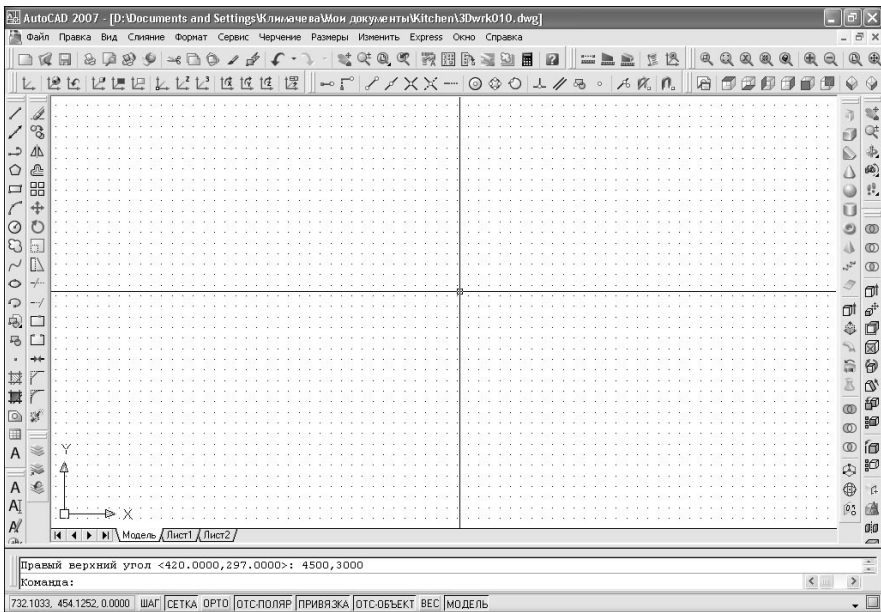 AutoCAD 2007 - [D:\Documents and Settings\Климачева\Мои документы\Kitchen\3Dwrk010.dwg]
Файл Правка Вид Слияние Формат Сервис Черчение Размеры Изменить Express Окно Справка
Y
X
Модель Лист1 Лист2
Правый верхний угол <420.0000,297.0000>: 4500,3000
Команда:
732.1033, 454.1252, 0.0000 ШАГ СЕТКА ОРТО ОТС-ПОЛЯР ПРИВЯЗКА ОТС-ОБЪЕКТ ВЕС МОДЕЛЬ